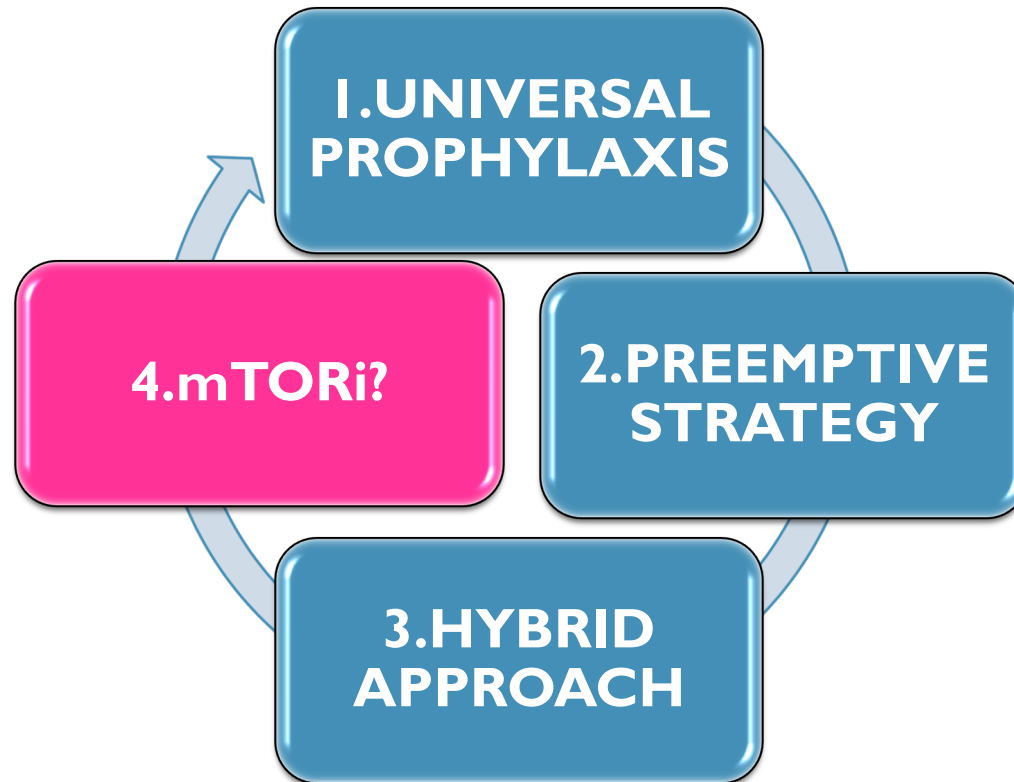 1.UNIVERSAL
PROPHYLAXIS
2.PREEMPTIVE
STRATEGY
3.HYBRID
APPROACH
4.mTORi?